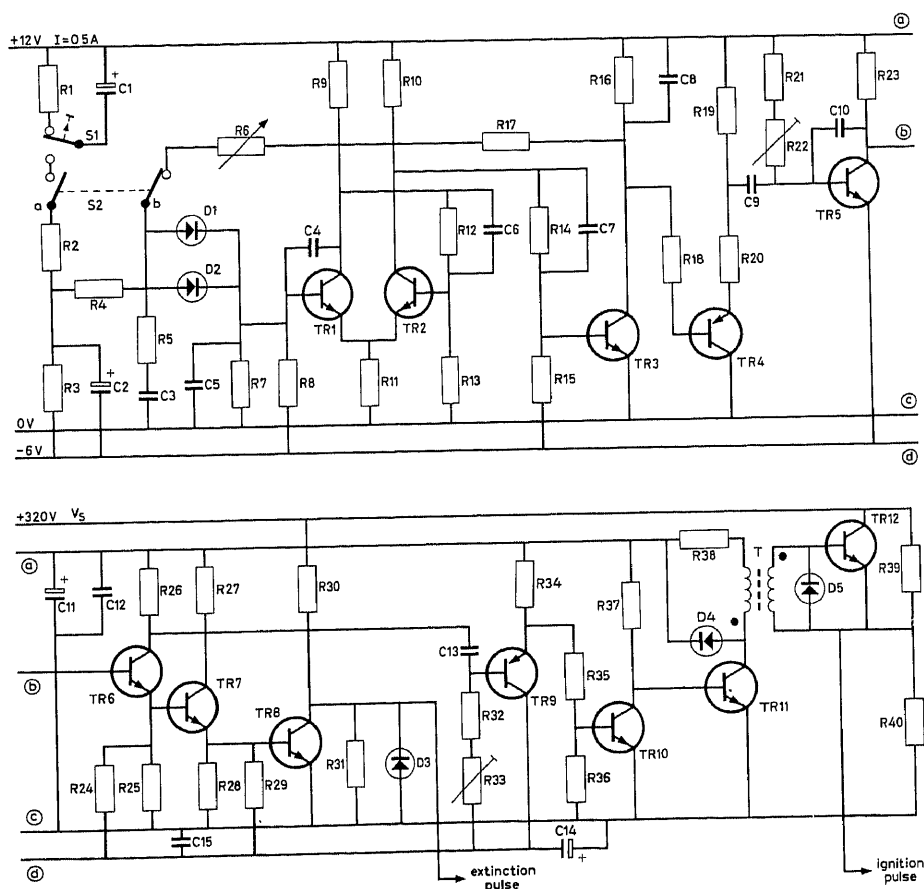 +12V I=0.5A
ⓐ
R1
C1
+
R9
R10
R16
C8
R19
R21
R23
C10
T
S1
R6
R17
R22
ⓑ
a
S2
b
D1
C9
TR5
R2
C4
R12
C6
R14
C7
R18
R20
D2
R4
TR1
TR2
R5
TR3
TR4
R3
+
C2
C3
C5
R7
R8
R11
R13
R15
0V
ⓒ
-6V
ⓓ
+320V VS
TR12
ⓐ
+
C11
C12
R26
R27
R30
R34
R37
R38
T
D5
R39
C13
D4
ⓑ
TR6
TR7
TR8
R32
TR9
R35
TR10
TR11
R40
R24
R25
R28
R29
R31
D3
R33
R36
ⓒ
C15
C14
+
ⓓ
extinction
pulse
ignition
pulse